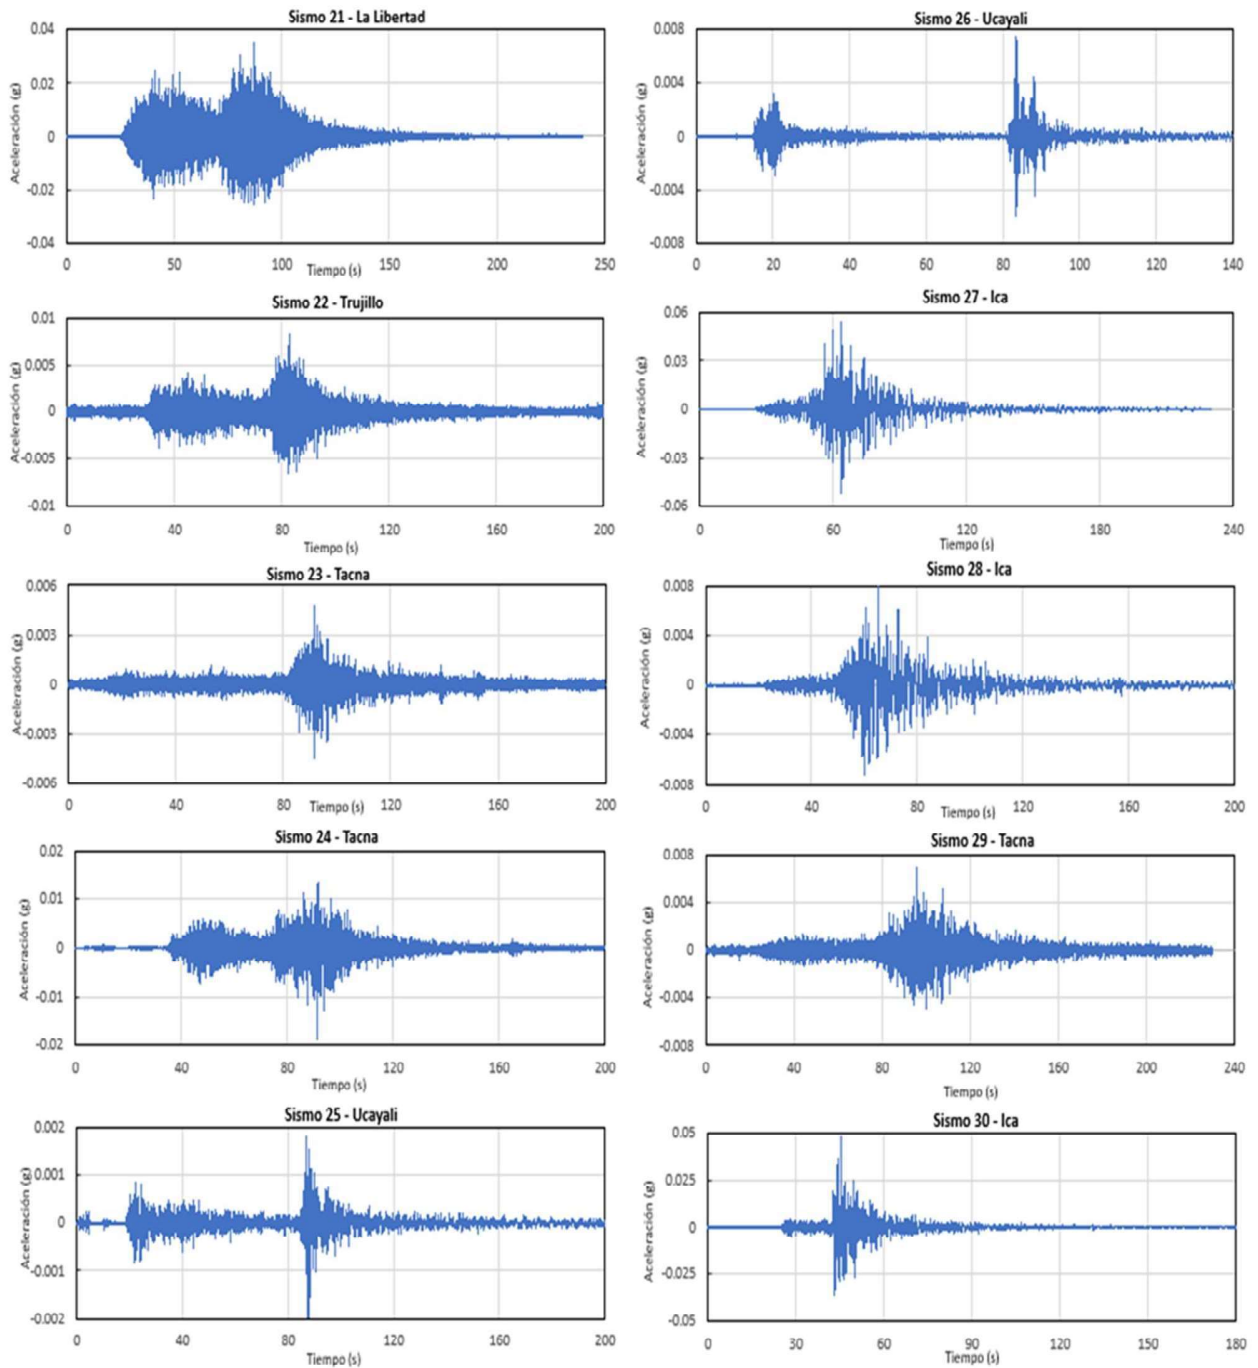 Sismo 21 - La Libertad
Aceleración (g)
0.04
0.02
0
-0.02
-0.04
0 50 100 150 200 250
Tiempo (s)
Sismo 26 - Ucayali
Aceleración (g)
0.008
0.004
0
-0.004
-0.008
0 20 40 60 80 100 120 140
Tiempo (s)
Sismo 22 - Trujillo
Aceleración (g)
0.01
0.005
0
-0.005
-0.01
0 40 80 120 160 200
Tiempo (s)
Sismo 27 - Ica
Aceleración (g)
0.06
0.03
0
-0.03
-0.06
0 60 120 180 240
Tiempo (s)
Sismo 23 - Tacna
Aceleración (g)
0.006
0.003
0
-0.003
-0.006
0 40 80 120 160 200
Tiempo (s)
Sismo 28 - Ica
Aceleración (g)
0.008
0.004
0
-0.004
-0.008
0 40 80 120 160 200
Tiempo (s)
Sismo 24 - Tacna
Aceleración (g)
0.02
0.01
0
-0.01
-0.02
0 40 80 120 160 200
Tiempo (s)
Sismo 29 - Tacna
Aceleración (g)
0.008
0.004
0
-0.004
-0.008
0 40 80 120 160 200 240
Tiempo (s)
Sismo 25 - Ucayali
Aceleración (g)
0.002
0.001
0
-0.001
-0.002
0 40 80 120 160 200
Tiempo (s)
Sismo 30 - Ica
Aceleración (g)
0.05
0.025
0
-0.025
-0.05
0 30 60 90 120 150 180
Tiempo (s)